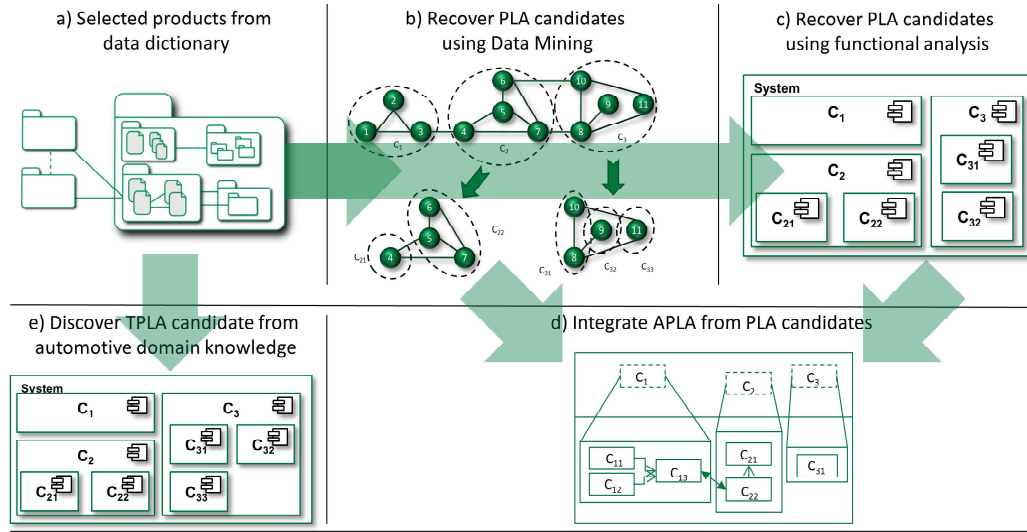 a) Selected products from
data dictionary
b) Recover PLA candidates
using Data Mining
6
10
2
5
9
11
1
3
4
7
8
C1
C2
C3
6
10
5
C22
9
11
C21
4
7
8
C31
C32
C33
c) Recover PLA candidates
using functional analysis
System
C1
C3
C31
C2
C21
C22
C32
e) Discover TPLA candidate from
automotive domain knowledge
System
C1
C3
C31
C32
C2
C21
C22
C33
d) Integrate APLA from PLA candidates
C1
C2
C3
C11
C12
C13
C21
C22
C31